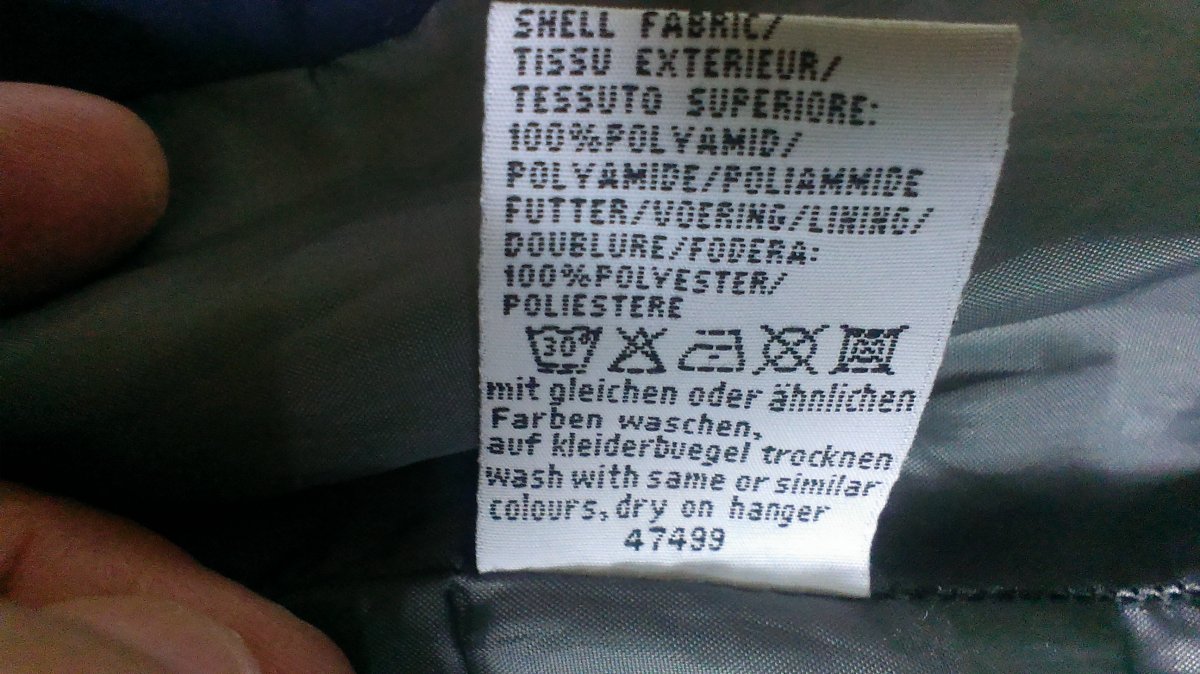 SHELL FABRIC/
TISSU EXTERIEUR/
TESSUTO SUPERIORE:
100%POLYAMID/
POLYAMIDE/POLIAMMIDE
FUTTER/VOERING/LINING/
DOUBLURE/FODERA:
100%POLYESTER/
POLIESTERE
30°
mit gleichen oder ähnlichen
Farben waschen,
auf kleiderbuegel trocknen
wash with same or similar
colours, dry on hanger
47499